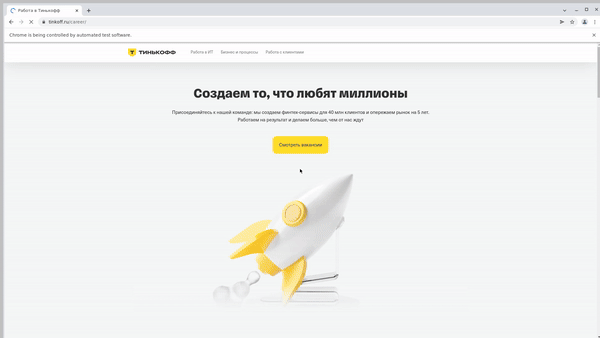 Работа в Тинькофф
tinkoff.ru/career/
Chrome is being controlled by automated test software.
ТИНЬКОФФ
Работа в ИТ
Бизнес и процессы
Работа с клиентами
Создаем то, что любят миллионы
Присоединяйтесь к нашей команде: мы создаем финтех-сервисы для 40 млн клиентов и опережаем рынок на 5 лет.
Работаем на результат и делаем больше, чем от нас ждут
Смотреть вакансии